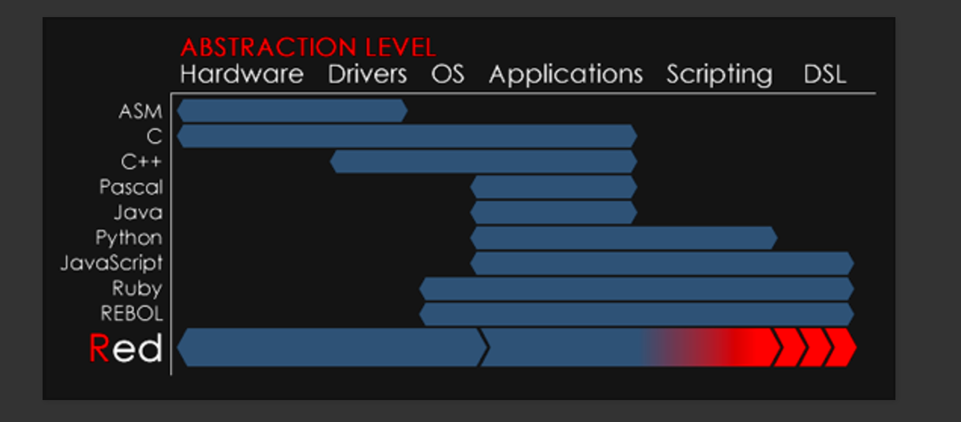 ABSTRACTION LEVEL
Hardware Drivers OS Applications Scripting DSL
ASM
C
C++
Pascal
Java
Python
JavaScript
Ruby
REBOL
Red